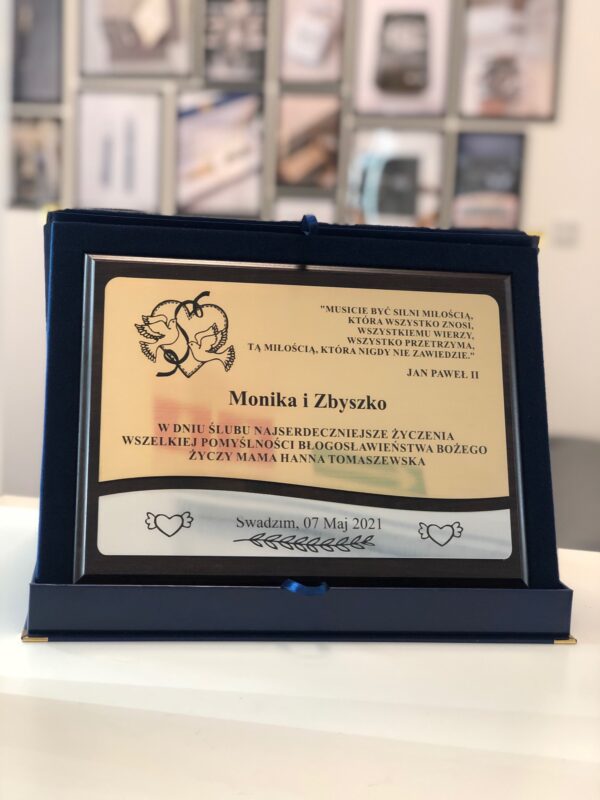 "MUSICIE BYĆ SILNI MIŁOŚCIĄ,
KTÓRA WSZYSTKO ZNOSI,
WSZYSTKIEMU WIERZY,
WSZYSTKO PRZETRZYMA,
TĄ MIŁOŚCIĄ, KTÓRA NIGDY NIE ZAWIEDZIE."
JAN PAWEŁ II
Monika i Zbyszko
W DNIU ŚLUBU NAJSERDECZNIEJSZE ŻYCZENIA
WSZELKIEJ POMYŚLNOŚCI BŁOGOSŁAWIEŃSTWA BOŻEGO
ŻYCZY MAMA HANNA TOMASZEWSKA
Swadzim, 07 Maj 2021